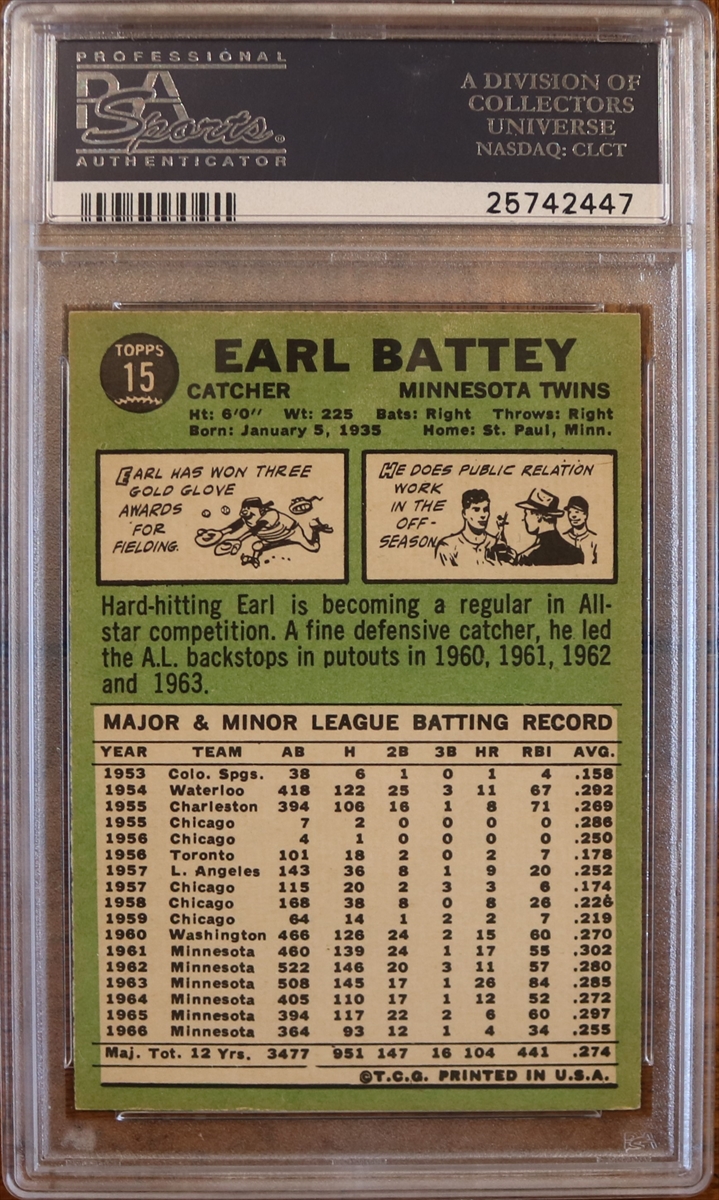 PROFESSIONAL
PSA
Sports
AUTHENTICATOR
A DIVISION OF
COLLECTORS
UNIVERSE
NASDAQ: CLCT
25742447
TOPPS
15
EARL BATTEY
CATCHER MINNESOTA TWINS
Ht: 6'0" Wt: 225 Bats: Right Throws: Right
Born: January 5, 1935 Home: St. Paul, Minn.
EARL HAS WON THREE
GOLD GLOVE
AWARDS
FOR
FIELDING.
HE DOES PUBLIC RELATION
WORK
IN THE
OFF-
SEASON.
Hard-hitting Earl is becoming a regular in All-
star competition. A fine defensive catcher, he led
the A.L. backstops in putouts in 1960, 1961, 1962
and 1963.
MAJOR & MINOR LEAGUE BATTING RECORD
YEAR TEAM AB H 2B 3B HR RBI AVG.
1953 Colo. Spgs. 38 6 1 0 1 4 .158
1954 Waterloo 418 122 25 3 11 67 .292
1955 Charleston 394 106 16 1 8 71 .269
1955 Chicago 7 2 0 0 0 0 .286
1956 Chicago 4 1 0 0 0 0 .250
1956 Toronto 101 18 2 0 2 7 .178
1957 L. Angeles 143 36 8 1 9 20 .252
1957 Chicago 115 20 2 3 3 6 .174
1958 Chicago 168 38 8 0 8 26 .226
1959 Chicago 64 14 1 2 2 7 .219
1960 Washington 466 126 24 2 15 60 .270
1961 Minnesota 460 139 24 1 17 55 .302
1962 Minnesota 522 146 20 3 11 57 .280
1963 Minnesota 508 145 17 1 26 84 .285
1964 Minnesota 405 110 17 1 12 52 .272
1965 Minnesota 394 117 22 2 6 60 .297
1966 Minnesota 364 93 12 1 4 34 .255
Maj. Tot. 12 Yrs. 3477 951 147 16 104 441 .274
©T.C.G. PRINTED IN U.S.A.